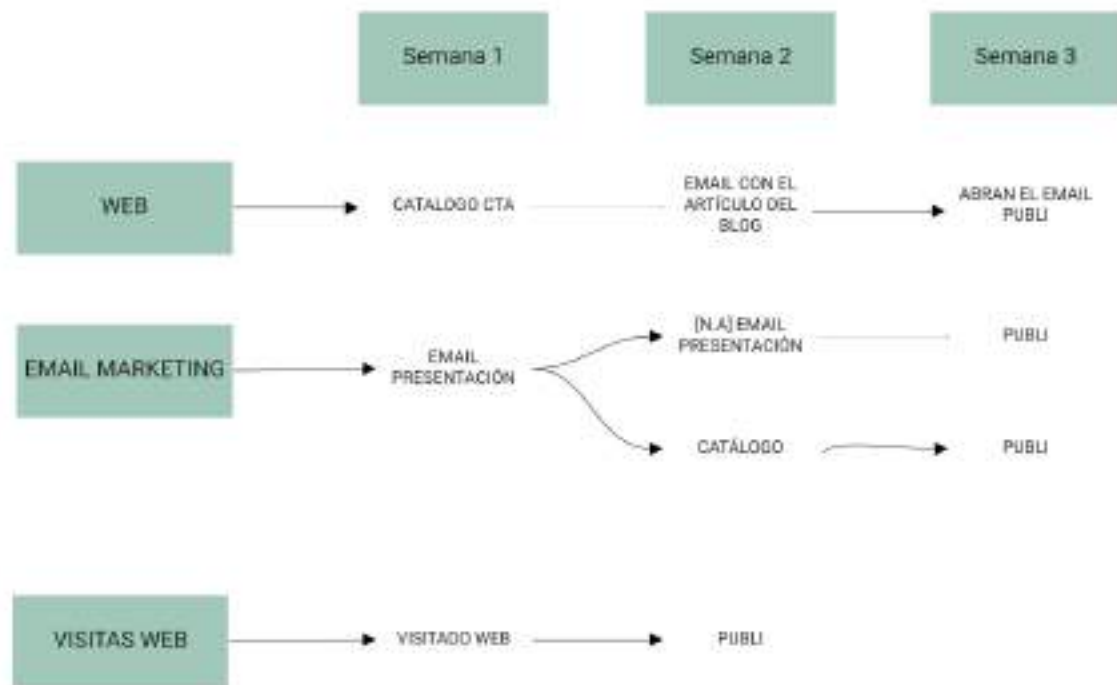 Semana 1
Semana 2
Semana 3
WEB
CATALOGO CTA
EMAIL CON EL
ARTÍCULO DEL
BLOG
ABRAN EL EMAIL
PUBLI
EMAIL MARKETING
EMAIL
PRESENTACIÓN
[N.A] EMAIL
PRESENTACIÓN
PUBLI
CATÁLOGO
PUBLI
VISITAS WEB
VISITADO WEB
PUBLI